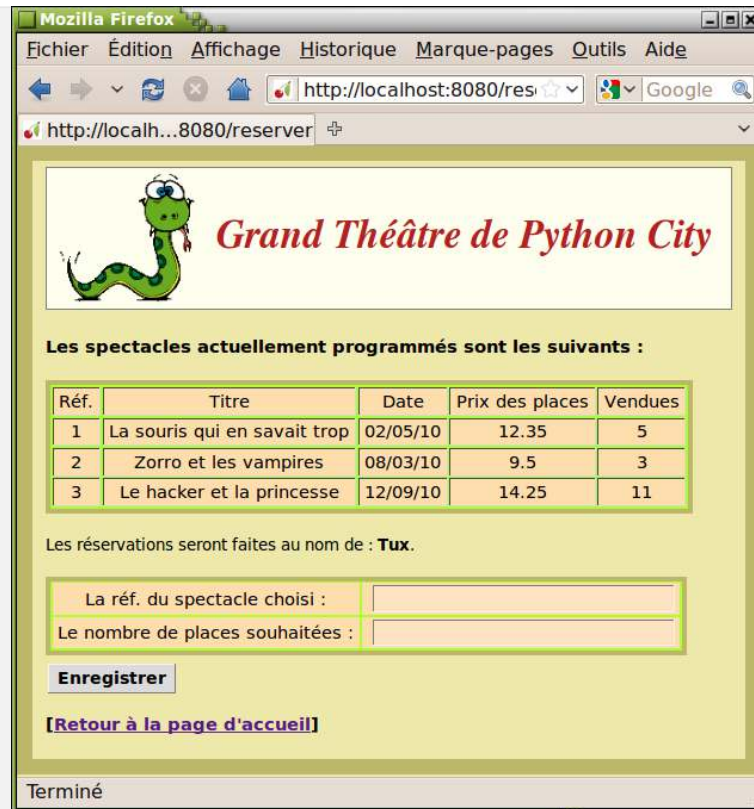 Mozilla Firefox
Fichier Édition Affichage Historique Marque-pages Outils Aide
http://localhost:8080/res Google
http://localh...8080/reserver
Grand Théâtre de Python City
Les spectacles actuellement programmés sont les suivants :
Réf. Titre Date Prix des places Vendues
1 La souris qui en savait trop 02/05/10 12.35 5
2 Zorro et les vampires 08/03/10 9.5 3
3 Le hacker et la princesse 12/09/10 14.25 11
Les réservations seront faites au nom de : Tux.
La réf. du spectacle choisi :
Le nombre de places souhaitées :
Enregistrer
[Retour à la page d'accueil]
Terminé